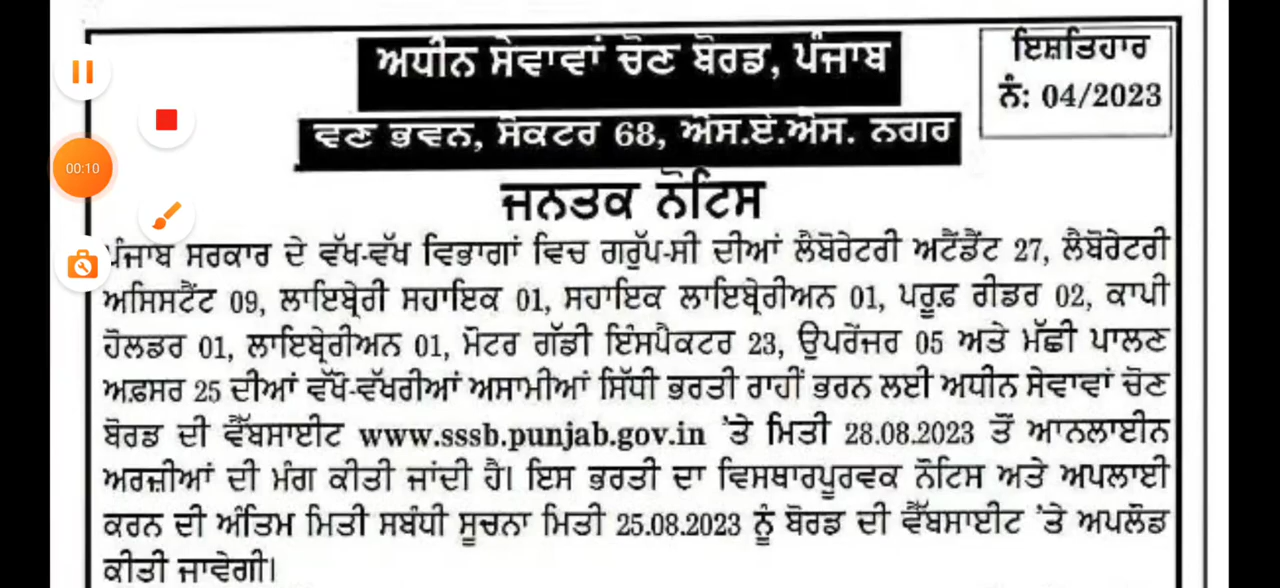 ਅਧੀਨ ਸੇਵਾਵਾਂ ਚੋਣ ਬੋਰਡ, ਪੰਜਾਬ
ਇਸ਼ਤਿਹਾਰ
ਨੰ: 04/2023
ਵਣ ਭਵਨ, ਸੈਕਟਰ 68, ਐਸ.ਏ.ਐਸ. ਨਗਰ
00:10
ਜਨਤਕ ਨੋਟਿਸ
ਪੰਜਾਬ ਸਰਕਾਰ ਦੇ ਵੱਖ-ਵੱਖ ਵਿਭਾਗਾਂ ਵਿਚ ਗਰੁੱਪ-ਸੀ ਦੀਆਂ ਲੈਬੋਰੇਟਰੀ ਅਟੈਂਡੈਂਟ 27, ਲੈਬੋਰੇਟਰੀ
ਅਸਿਸਟੈਂਟ 09, ਲਾਇਬ੍ਰੇਰੀ ਸਹਾਇਕ 01, ਸਹਾਇਕ ਲਾਇਬ੍ਰੇਰੀਅਨ 01, ਪਰੂਫ਼ ਰੀਡਰ 02, ਕਾਪੀ
ਹੋਲਡਰ 01, ਲਾਇਬ੍ਰੇਰੀਅਨ 01, ਮੋਟਰ ਗੱਡੀ ਇੰਸਪੈਕਟਰ 23, ਉਪਰੇਂਜਰ 05 ਅਤੇ ਮੱਛੀ ਪਾਲਣ
ਅਫ਼ਸਰ 25 ਦੀਆਂ ਵੱਖੋ-ਵੱਖਰੀਆਂ ਅਸਾਮੀਆਂ ਸਿੱਧੀ ਭਰਤੀ ਰਾਹੀਂ ਭਰਨ ਲਈ ਅਧੀਨ ਸੇਵਾਵਾਂ ਚੋਣ
ਬੋਰਡ ਦੀ ਵੈੱਬਸਾਈਟ www.sssb.punjab.gov.in 'ਤੇ ਮਿਤੀ 28.08.2023 ਤੋਂ ਆਨਲਾਈਨ
ਅਰਜ਼ੀਆਂ ਦੀ ਮੰਗ ਕੀਤੀ ਜਾਂਦੀ ਹੈ। ਇਸ ਭਰਤੀ ਦਾ ਵਿਸਥਾਰਪੂਰਵਕ ਨੋਟਿਸ ਅਤੇ ਅਪਲਾਈ
ਕਰਨ ਦੀ ਅੰਤਿਮ ਮਿਤੀ ਸਬੰਧੀ ਸੂਚਨਾ ਮਿਤੀ 25.08.2023 ਨੂੰ ਬੋਰਡ ਦੀ ਵੈੱਬਸਾਈਟ 'ਤੇ ਅਪਲੋਡ
ਕੀਤੀ ਜਾਵੇਗੀ।